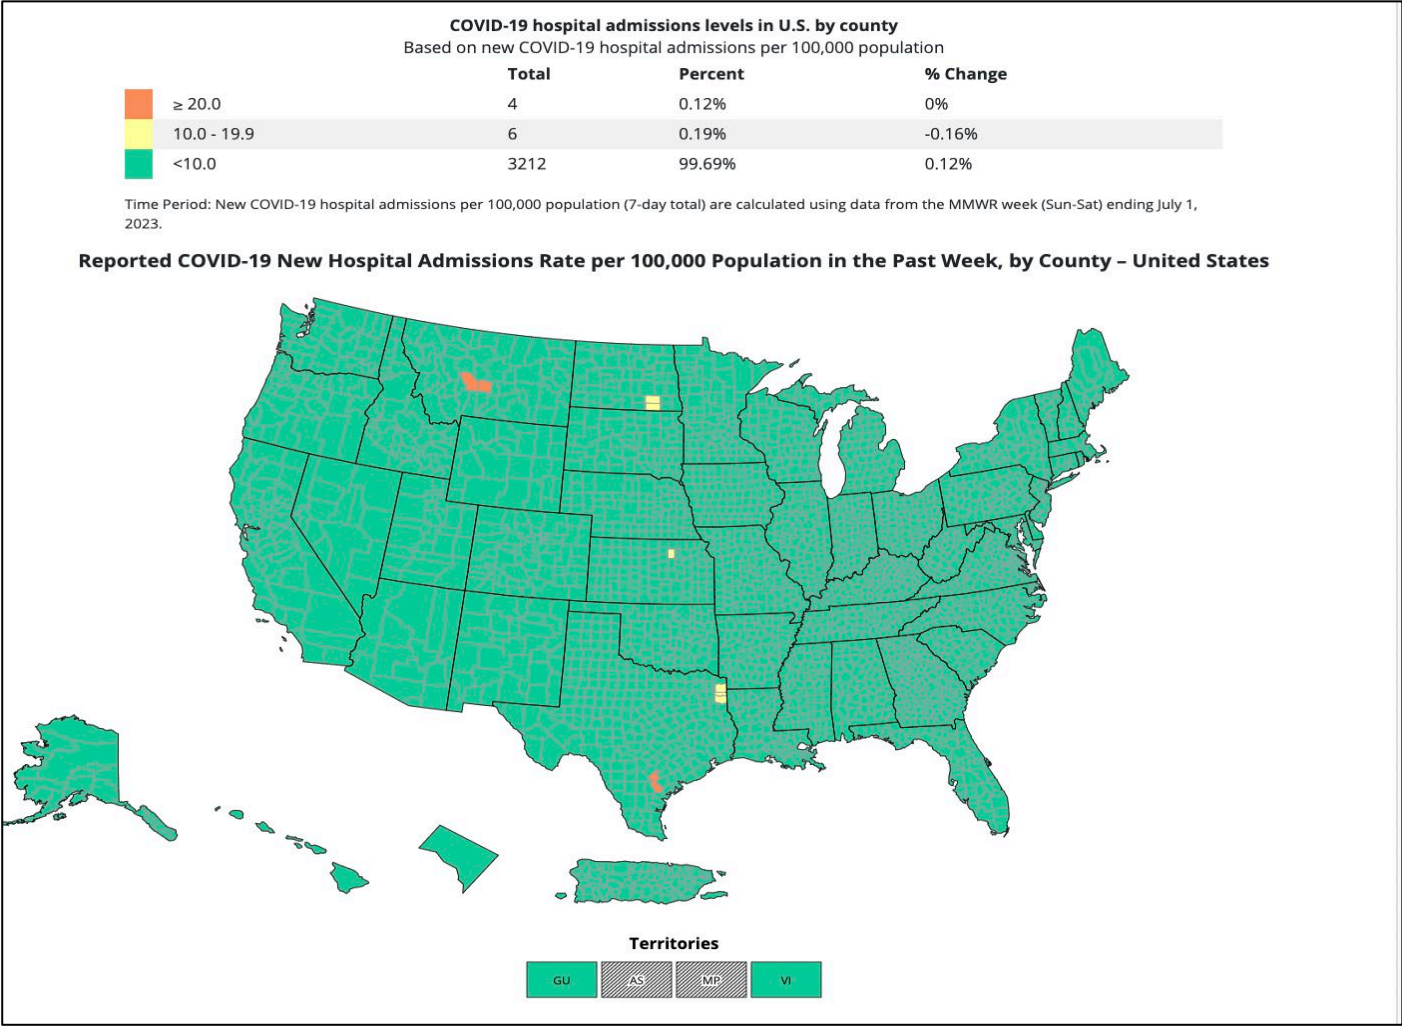 COVID-19 hospital admissions levels in U.S. by county
Based on new COVID-19 hospital admissions per 100,000 population
Total Percent % Change
≥ 20.0 4 0.12% 0%
10.0 - 19.9 6 0.19% -0.16%
<10.0 3212 99.69% 0.12%
Time Period: New COVID-19 hospital admissions per 100,000 population (7-day total) are calculated using data from the MMWR week (Sun-Sat) ending July 1,
2023.
Reported COVID-19 New Hospital Admissions Rate per 100,000 Population in the Past Week, by County – United States
Territories
GU AS MP VI